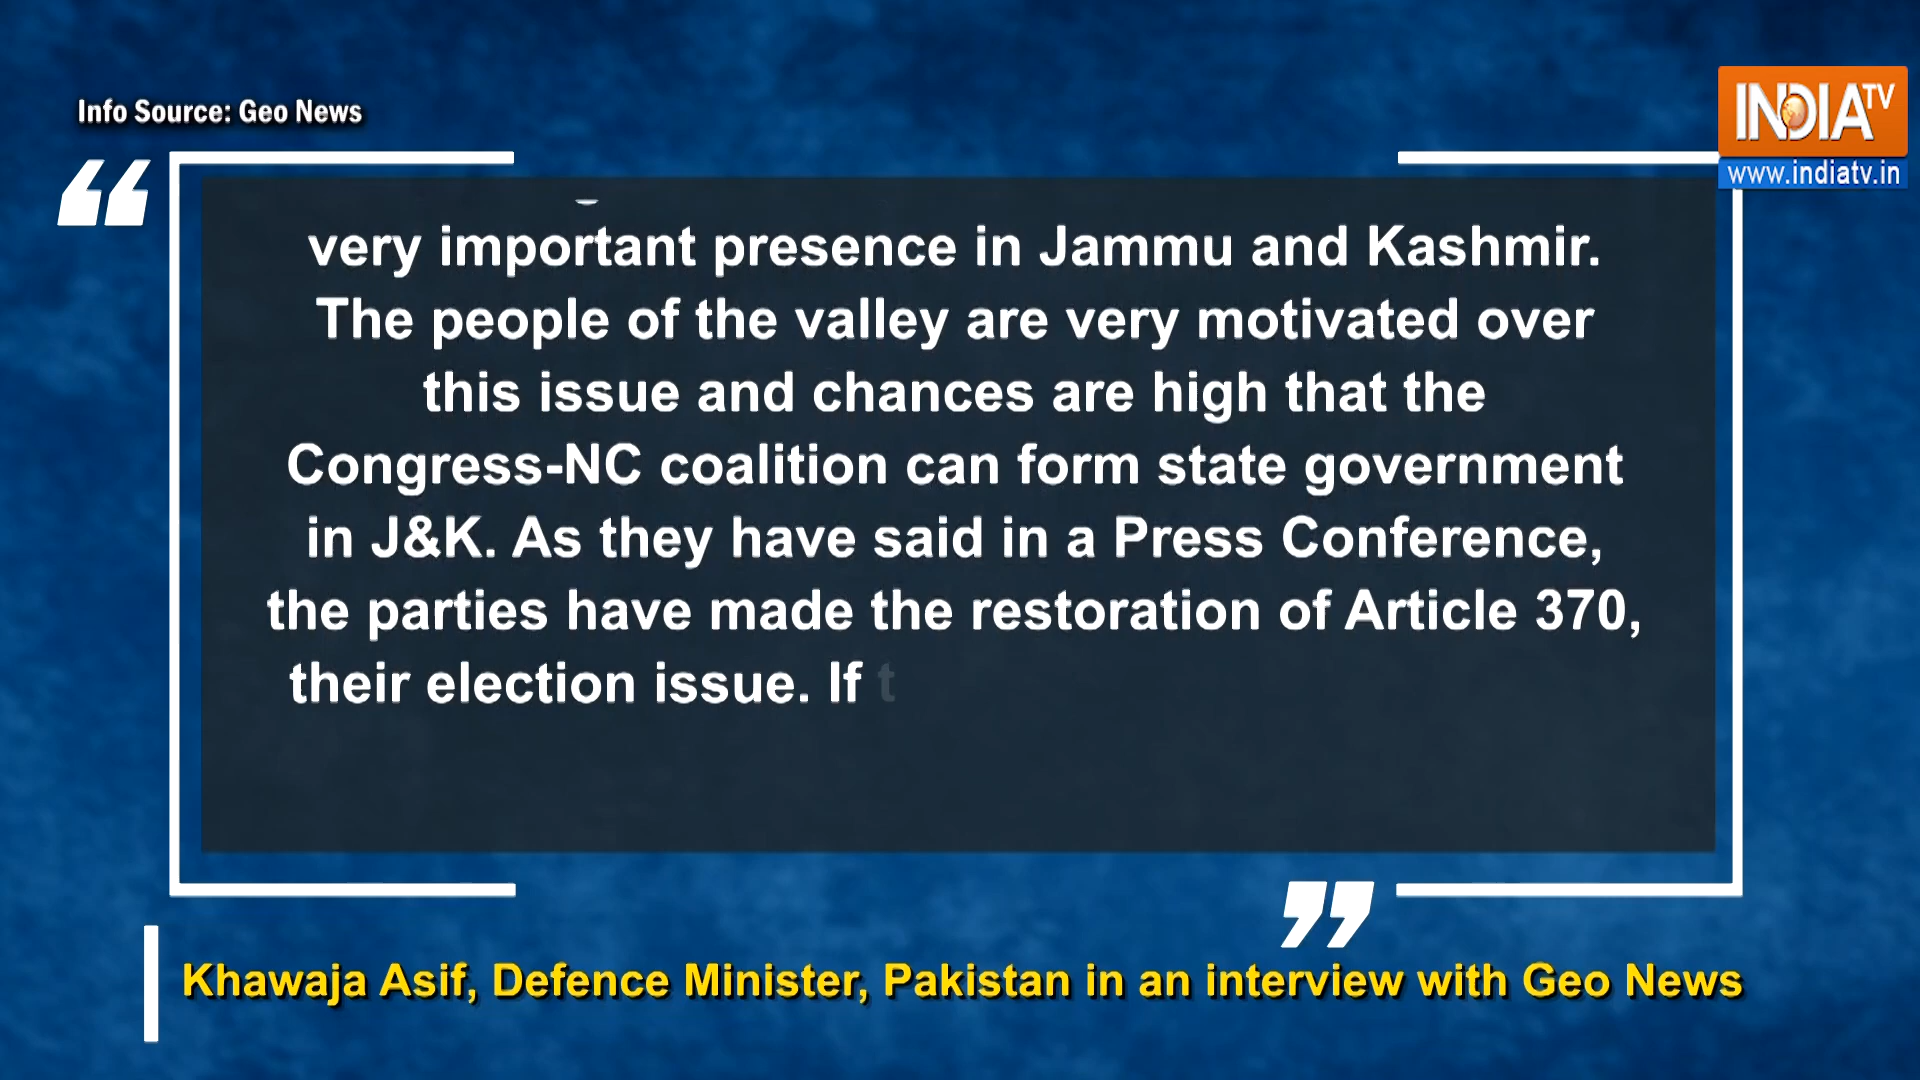 Info Source: Geo News
INDIA TV
www.indiatv.in
“
very important presence in Jammu and Kashmir.
The people of the valley are very motivated over
this issue and chances are high that the
Congress-NC coalition can form state government
in J&K. As they have said in a Press Conference,
the parties have made the restoration of Article 370,
their election issue. If t
”
Khawaja Asif, Defence Minister, Pakistan in an interview with Geo News